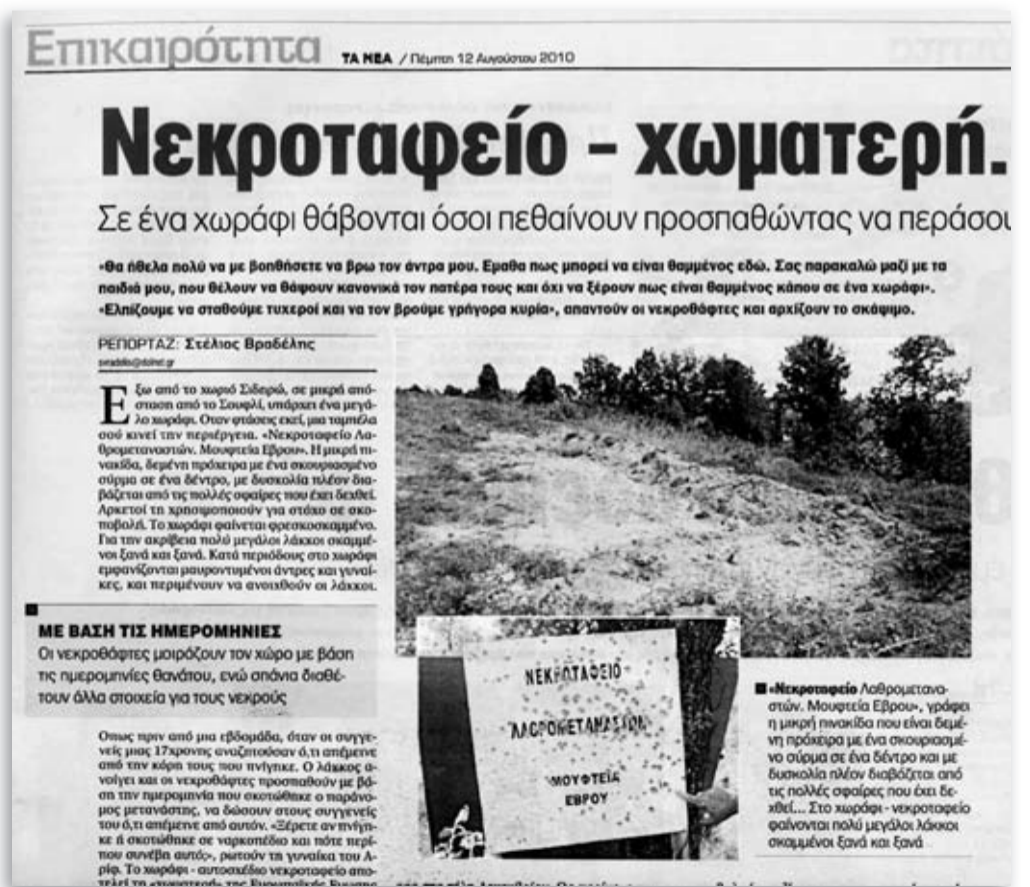 Επικαιρότητα
ΤΑ ΝΕΑ / Πέμπτη 12 Αυγούστου 2010
Νεκροταφείο - χωματερή.
Σε ένα χωράφι θάβονται όσοι πεθαίνουν προσπαθώντας να περάσου
«Θα ήθελα πολύ να με βοηθήσετε να βρω τον άντρα μου. Εμαθα πως μπορεί να είναι θαμμένος εδώ. Σας παρακαλώ μαζί με τα
παιδιά μου, που θέλουν να θάψουν κανονικά τον πατέρα τους και όχι να ξέρουν πως είναι θαμμένος κάπου σε ένα χωράφι».
«Ελπίζουμε να σταθούμε τυχεροί και να τον βρούμε γρήγορα κυρία», απαντούν οι νεκροθάφτες και αρχίζουν το σκάψιμο.
ΡΕΠΟΡΤΑΖ: Στέλιος Βραδέλης
Εξω από το χωριό Σιδερώ, σε μικρή από-
σταση από το Σουφλί, υπάρχει ένα μεγά-
λο χωράφι. Οταν φτάσεις εκεί, μια ταμπέλα
σού κινεί την περιέργεια. «Νεκροταφείο Λα-
θρομεταναστών. Μουφτεία Εβρου». Η μικρή πι-
νακίδα, δεμένη πρόχειρα με ένα σκουριασμένο
σύρμα σε ένα δέντρο, με δυσκολία πλέον δια-
βάζεται από τις πολλές σφαίρες που έχει δεχθεί.
Αρκετοί τη χρησιμοποιούν για στόχο σε σκο-
ποβολή. Το χωράφι φαίνεται φρεσκοσκαμμένο.
Για την ακρίβεια πολύ μεγάλοι λάκκοι σκαμμέ-
νοι ξανά και ξανά. Κατά περιόδους στο χωράφι
εμφανίζονται μαυροντυμένοι άντρες και γυναί-
κες, και περιμένουν να ανοιχθούν οι λάκκοι.
ΜΕ ΒΑΣΗ ΤΙΣ ΗΜΕΡΟΜΗΝΙΕΣ
Οι νεκροθάφτες μοιράζουν τον χώρο με βάση
τις ημερομηνίες θανάτου, ενώ σπάνια διαθέ-
τουν άλλα στοιχεία για τους νεκρούς
Οπως πριν από μια εβδομάδα, όταν οι συγγε-
νείς μιας 17χρονης αναζητούσαν ό,τι απέμεινε
από την κόρη τους που πνίγηκε. Ο λάκκος α-
νοίγει και οι νεκροθάφτες προσπαθούν με βά-
ση την ημερομηνία που σκοτώθηκε ο παράνο-
μος μετανάστης, να δώσουν στους συγγενείς
του ό,τι απέμεινε από αυτόν. «Ξέρετε αν πνίγη-
κε ή σκοτώθηκε σε ναρκοπέδιο και πότε περί-
που συνέβη αυτό;», ρωτούν τη γυναίκα του Α-
ρίφ. Το χωράφι - αυτοσχέδιο νεκροταφείο απο-
τελεί τη «χωματερή» της Ευρωπαϊκής Ενωσης
ΝΕΚΡΟΤΑΦΕΙΟ
ΛΑΘΡΟΜΕΤΑΝΑΣΤΩΝ
ΜΟΥΦΤΕΙΑ
ΕΒΡΟΥ
«Νεκροταφείο Λαθρομετανα-
στών. Μουφτεία Εβρου», γράφει
η μικρή πινακίδα που είναι δεμέ-
νη πρόχειρα με ένα σκουριασμέ-
νο σύρμα σε ένα δέντρο και με
δυσκολία πλέον διαβάζεται από
τις πολλές σφαίρες που έχει δε-
χθεί... Στο χωράφι - νεκροταφείο
φαίνονται πολύ μεγάλοι λάκκοι
σκαμμένοι ξανά και ξανά